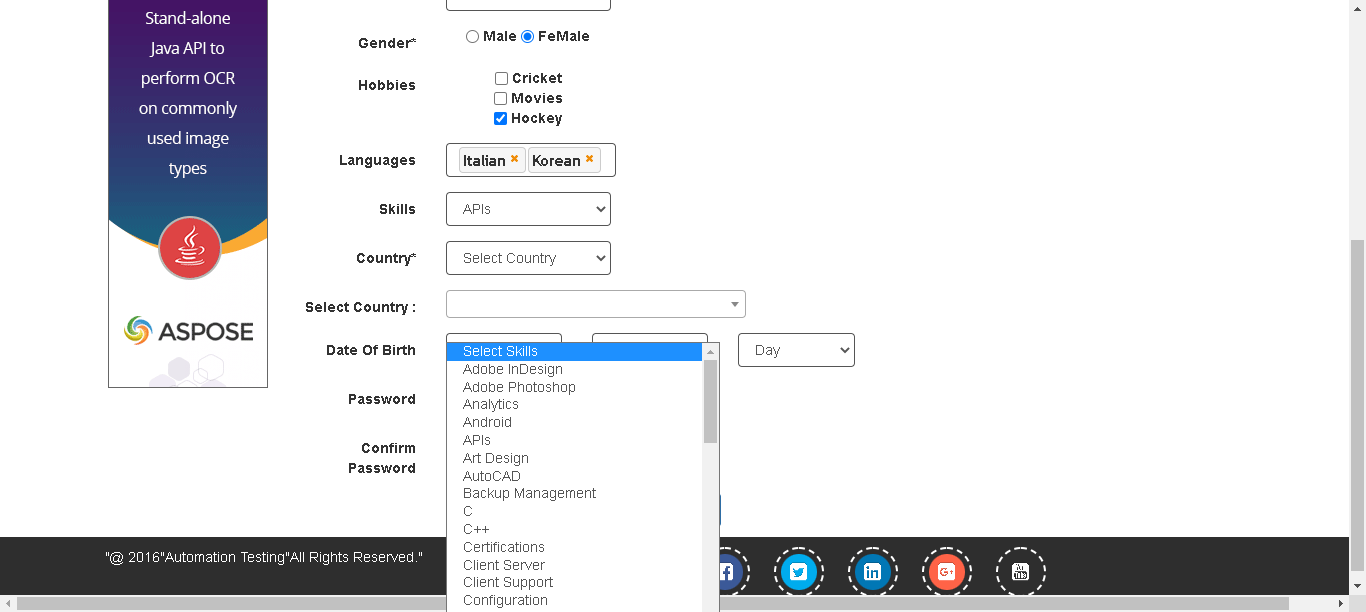 Stand-alone
Java API to
perform OCR
on commonly
used image
types
ASPOSE
Gender*
Male FeMale
Hobbies
Cricket
Movies
Hockey
Languages
Italian Korean
Skills
APIs
Country*
Select Country
Select Country :
Date Of Birth
Day
Password
Confirm
Password
Select Skills
Adobe InDesign
Adobe Photoshop
Analytics
Android
APIs
Art Design
AutoCAD
Backup Management
C
C++
Certifications
Client Server
Client Support
Configuration
"@ 2016"Automation Testing"All Rights Reserved."